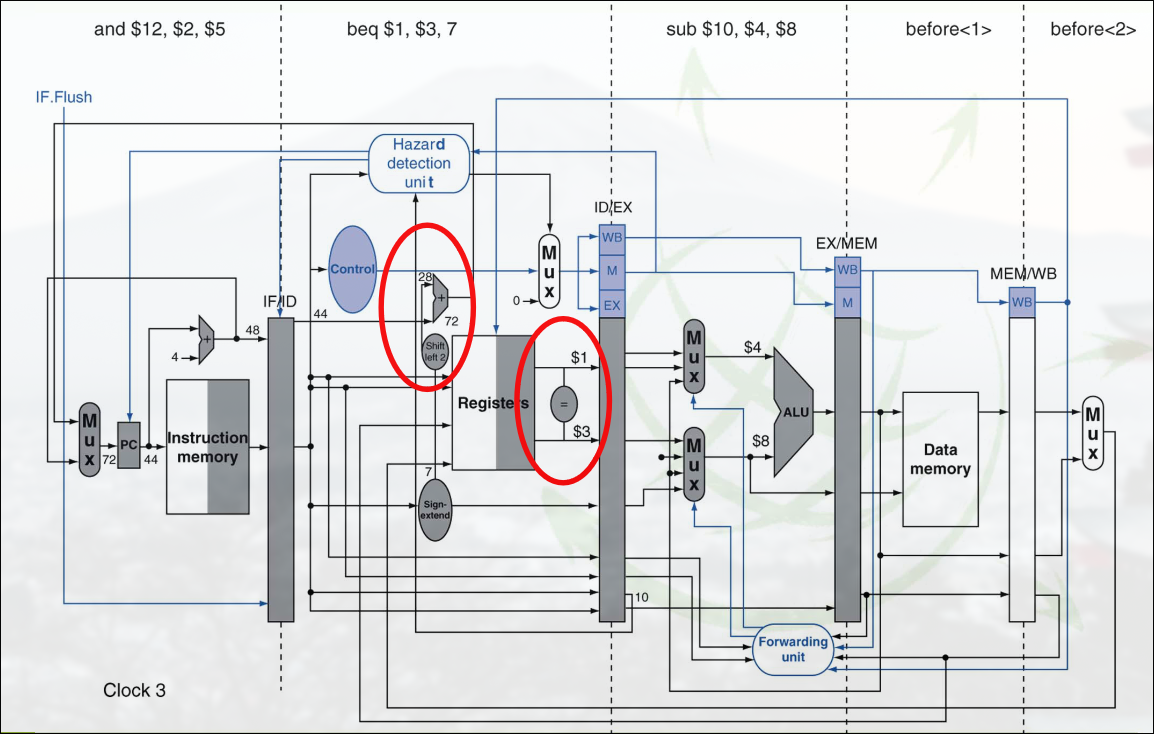 and $12, $2, $5
beq $1, $3, 7
sub $10, $4, $8
before<1>
before<2>
IF.Flush
Hazard
detection
unit
ID/EX
WB
M
EX
EX/MEM
WB
M
MEM/WB
WB
Control
Mux
0
28
+
72
IF/ID
44
48
+
4
Shift
left 2
$1
=
$3
Registers
Mux
$4
ALU
$8
Mux
Mux
72
PC
44
Instruction
memory
Data
memory
Mux
7
Sign-
extend
10
Forwarding
unit
Clock 3